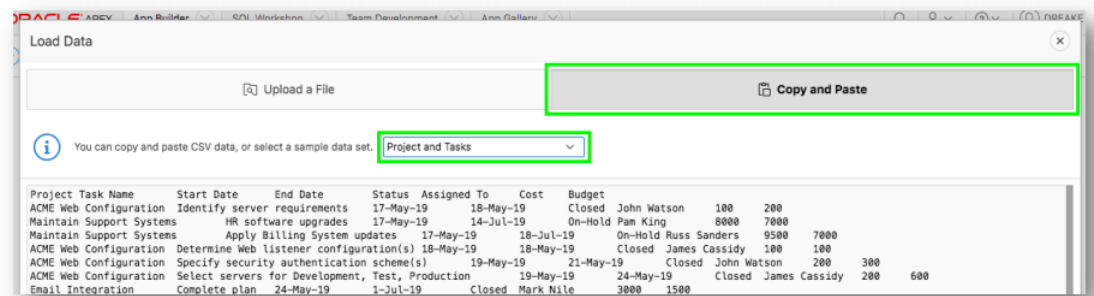 ORACLE APEX App Builder SQL Workshop Team Development App Gallery
Load Data
Upload a File Copy and Paste
You can copy and paste CSV data, or select a sample data set. Project and Tasks
Project Task Name Start Date End Date Status Assigned To Cost Budget
ACME Web Configuration Identify server requirements 17-May-19 18-May-19 Closed John Watson 100 200
Maintain Support Systems HR software upgrades 17-May-19 14-Jul-19 On-Hold Pam King 8000 7000
Maintain Support Systems Apply Billing System updates 17-May-19 18-Jul-19 On-Hold Russ Sanders 9500 7000
ACME Web Configuration Determine Web listener configuration(s) 18-May-19 18-May-19 Closed James Cassidy 100 100
ACME Web Configuration Specify security authentication scheme(s) 19-May-19 21-May-19 Closed John Watson 200 300
ACME Web Configuration Select servers for Development, Test, Production 19-May-19 24-May-19 Closed James Cassidy 200 600
Email Integration Complete plan 24-May-19 1-Jul-19 Closed Mark Nile 3000 1500